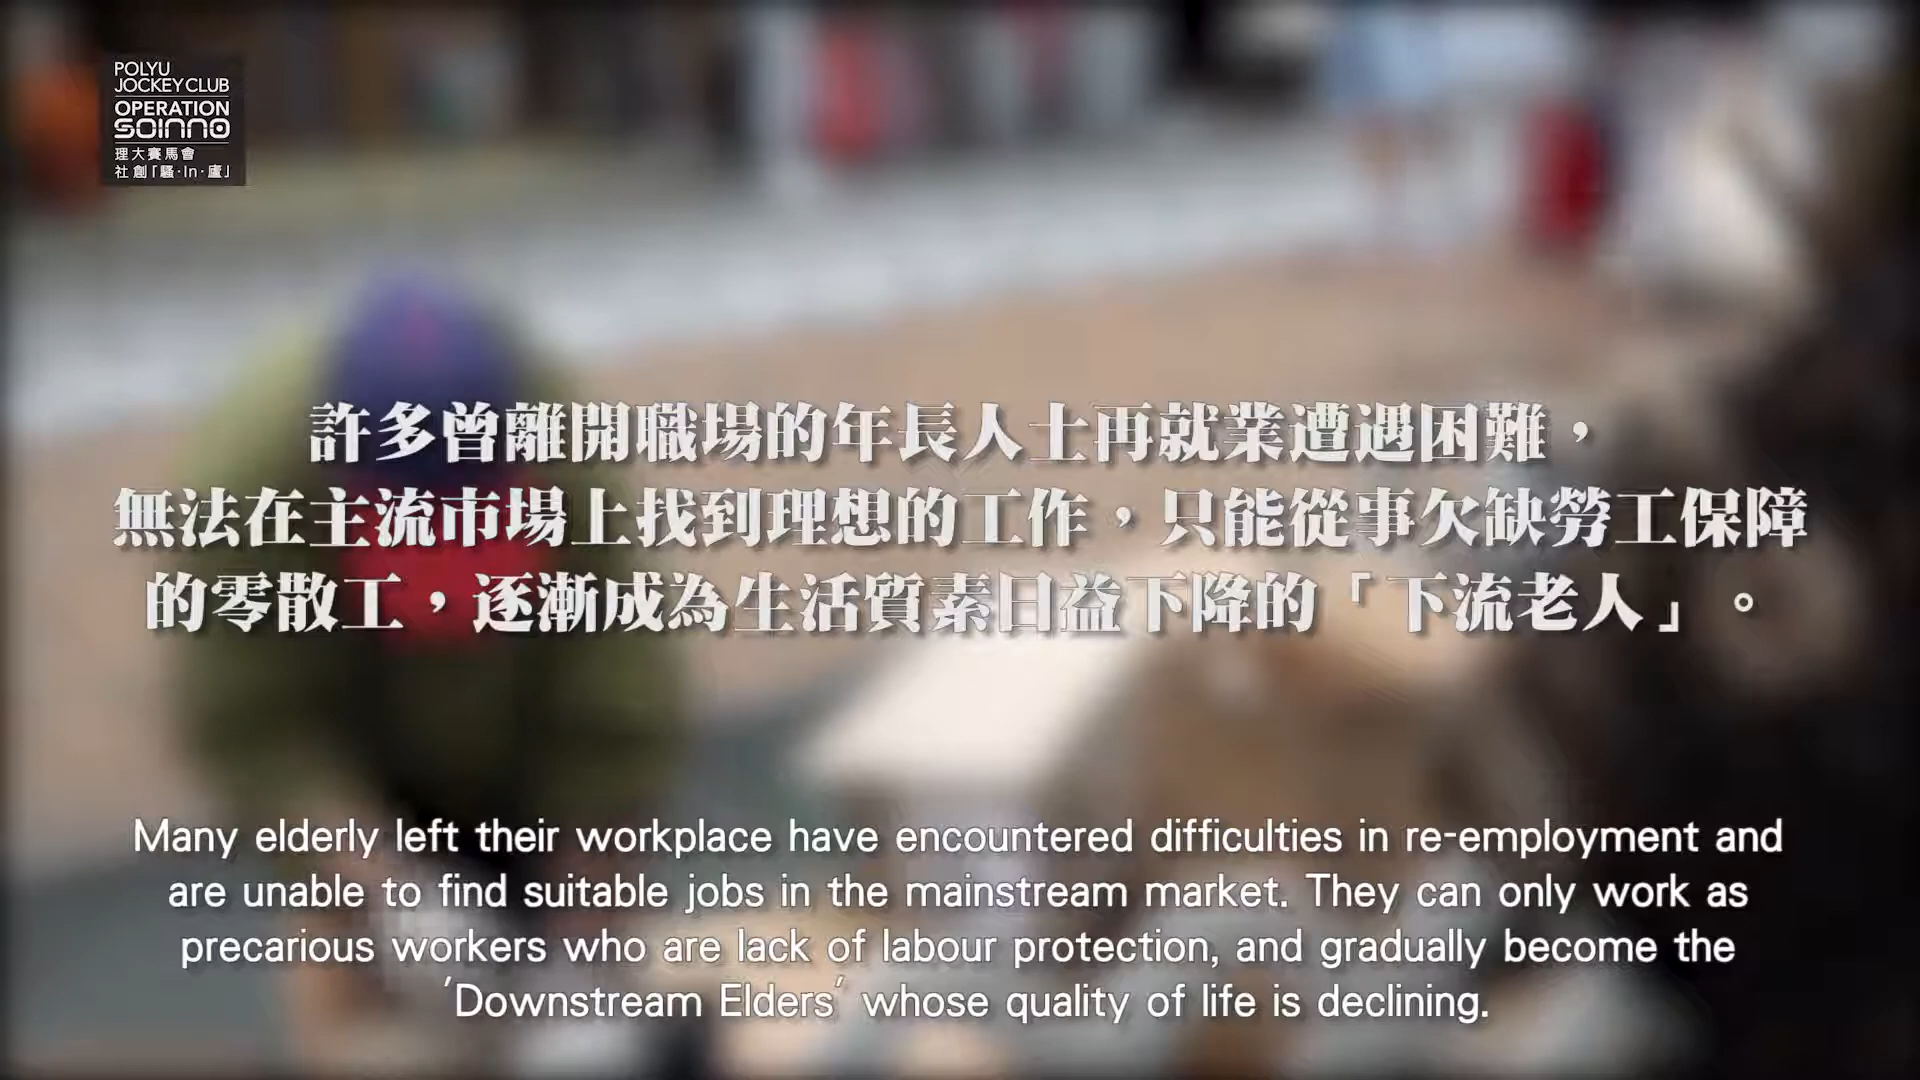 POLYU
JOCKEY CLUB
OPERATION
SOINNO
理大賽馬會
社創「騷·In·廬」
許多曾離開職場的年長人士再就業遭遇困難，
無法在主流市場上找到理想的工作，只能從事欠缺勞工保障
的零散工，逐漸成為生活質素日益下降的「下流老人」。
Many elderly left their workplace have encountered difficulties in re-employment and
are unable to find suitable jobs in the mainstream market. They can only work as
precarious workers who are lack of labour protection, and gradually become the
'Downstream Elders' whose quality of life is declining.